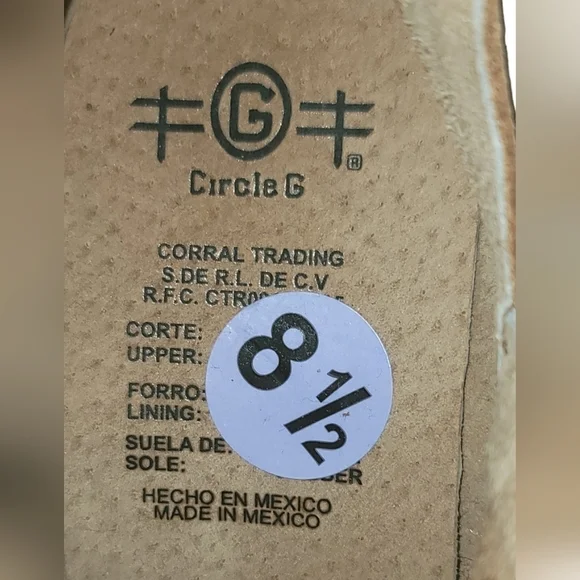 G
®
Circle G
CORRAL TRADING
S.DE R.L. DE C.V
R.F.C.
CORTE:
UPPER:
FORRO:
LINING:
SUELA DE:
SOLE:
8 1/2
HECHO EN MEXICO
MADE IN MEXICO